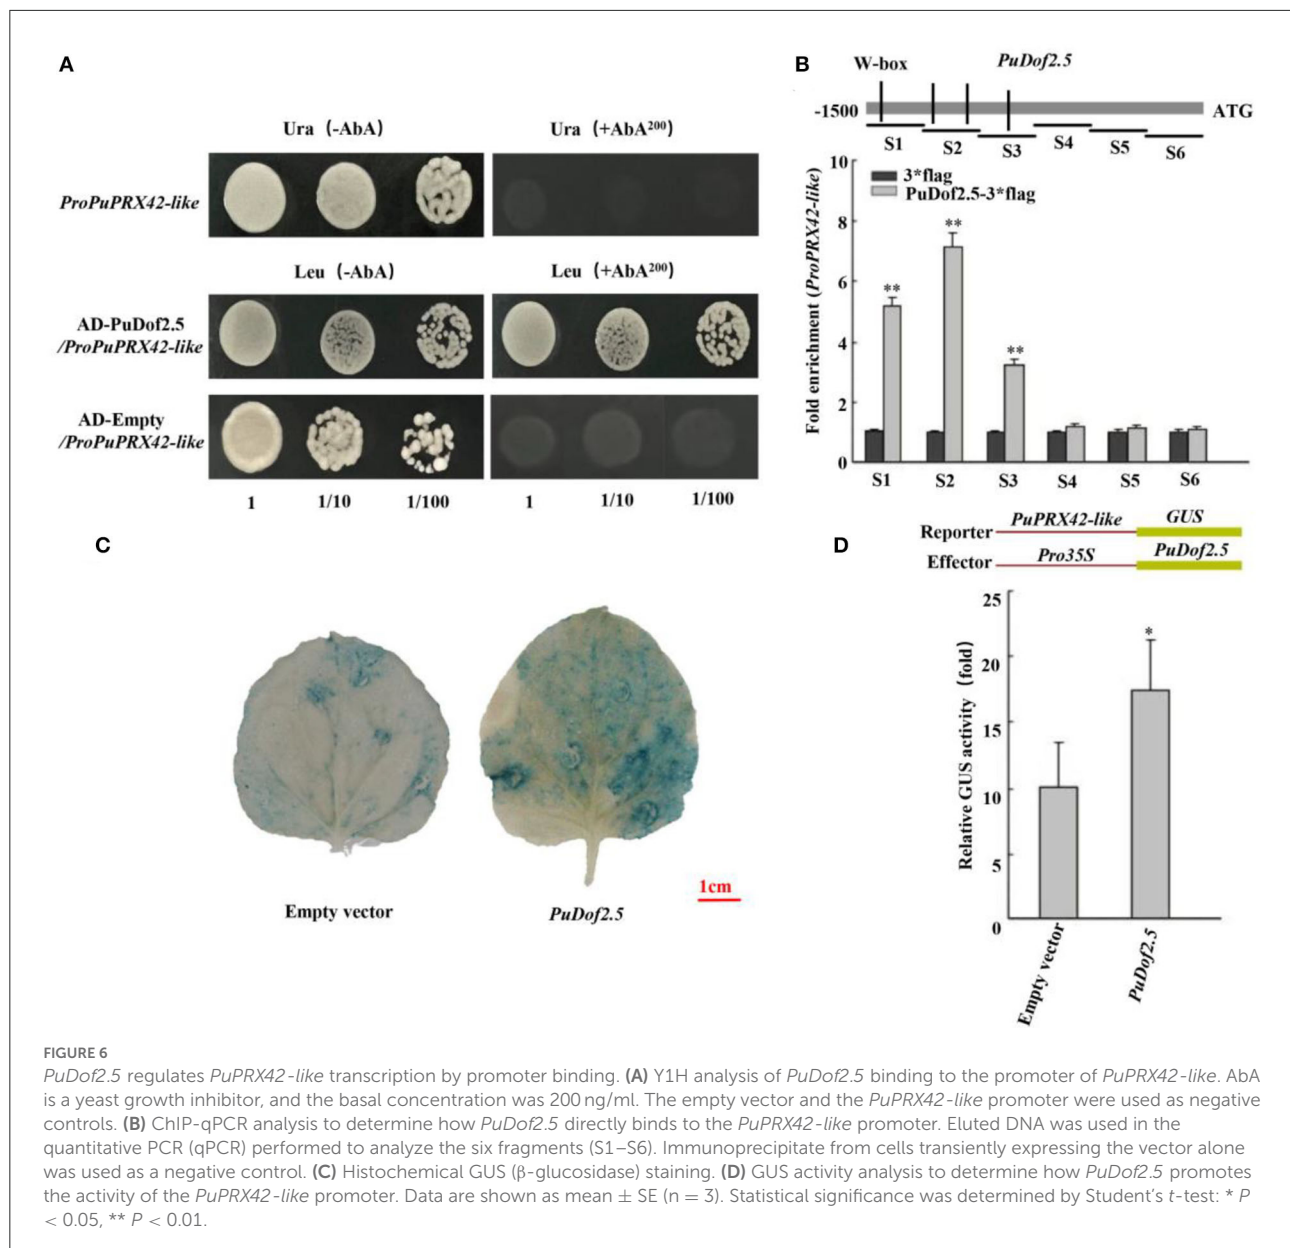 A
Ura (-AbA)
Ura (+AbA200)
ProPuPRX42-like
Leu (-AbA)
Leu (+AbA200)
AD-PuDof2.5
/ProPuPRX42-like
AD-Empty
/ProPuPRX42-like
1
1/10
1/100
1
1/10
1/100
B
W-box
PuDof2.5
-1500
ATG
S1
S2
S3
S4
S5
S6
3*flag
PuDof2.5-3*flag
Fold enrichment (ProPRX42-like)
10
8
6
4
2
0
**
**
**
S1
S2
S3
S4
S5
S6
C
Empty vector
PuDof2.5
1cm
D
Reporter
PuPRX42-like
GUS
Effector
Pro35S
PuDof2.5
Relative GUS activity (fold)
25
20
15
10
5
0
*
Empty vector
PuDof2.5
FIGURE 6
PuDof2.5 regulates PuPRX42-like transcription by promoter binding. (A) Y1H analysis of PuDof2.5 binding to the promoter of PuPRX42-like. AbA
is a yeast growth inhibitor, and the basal concentration was 200 ng/ml. The empty vector and the PuPRX42-like promoter were used as negative
controls. (B) ChIP-qPCR analysis to determine how PuDof2.5 directly binds to the PuPRX42-like promoter. Eluted DNA was used in the
quantitative PCR (qPCR) performed to analyze the six fragments (S1–S6). Immunoprecipitate from cells transiently expressing the vector alone
was used as a negative control. (C) Histochemical GUS (β-glucosidase) staining. (D) GUS activity analysis to determine how PuDof2.5 promotes
the activity of the PuPRX42-like promoter. Data are shown as mean ± SE (n = 3). Statistical significance was determined by Student's t-test: * P
< 0.05, ** P < 0.01.